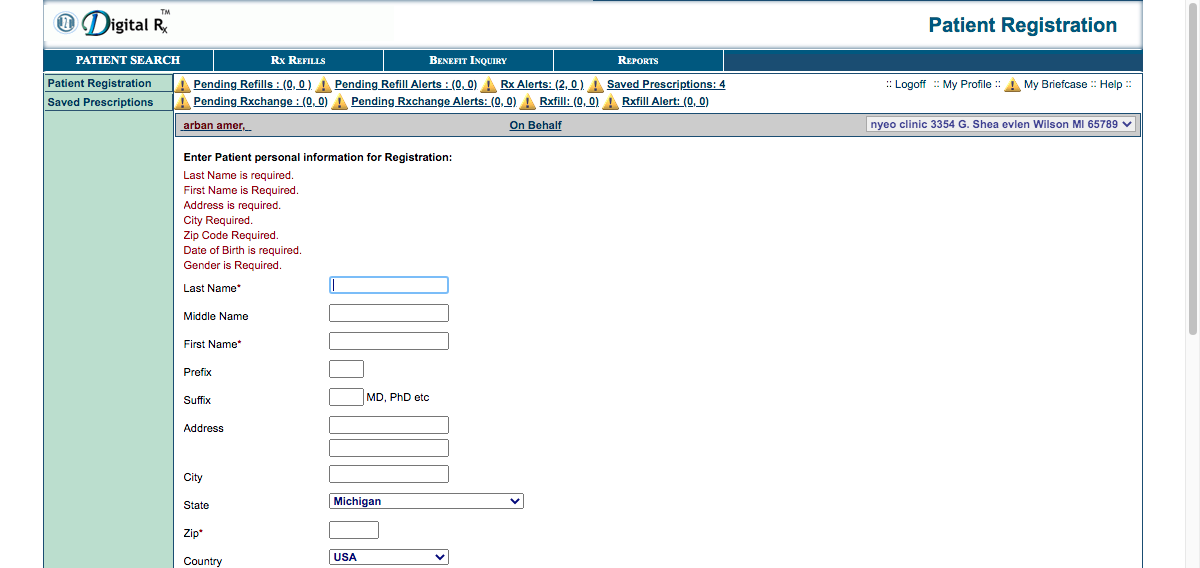 Digital Rx TM
Patient Registration
PATIENT SEARCH RX REFILLS BENEFIT INQUIRY REPORTS
Patient Registration
Saved Prescriptions
Pending Refills : (0, 0 ) Pending Refill Alerts : (0, 0) Rx Alerts: (2, 0 ) Saved Prescriptions: 4
:: Logoff :: My Profile :: My Briefcase :: Help ::
Pending Rxchange : (0, 0) Pending Rxchange Alerts: (0, 0) Rxfill: (0, 0) Rxfill Alert: (0, 0)
arban amer, On Behalf nyeo clinic 3354 G. Shea evlen Wilson MI 65789
Enter Patient personal information for Registration:
Last Name is required.
First Name is Required.
Address is required.
City Required.
Zip Code Required.
Date of Birth is required.
Gender is Required.
Last Name*
Middle Name
First Name*
Prefix
Suffix MD, PhD etc
Address
City
State Michigan
Zip*
Country USA